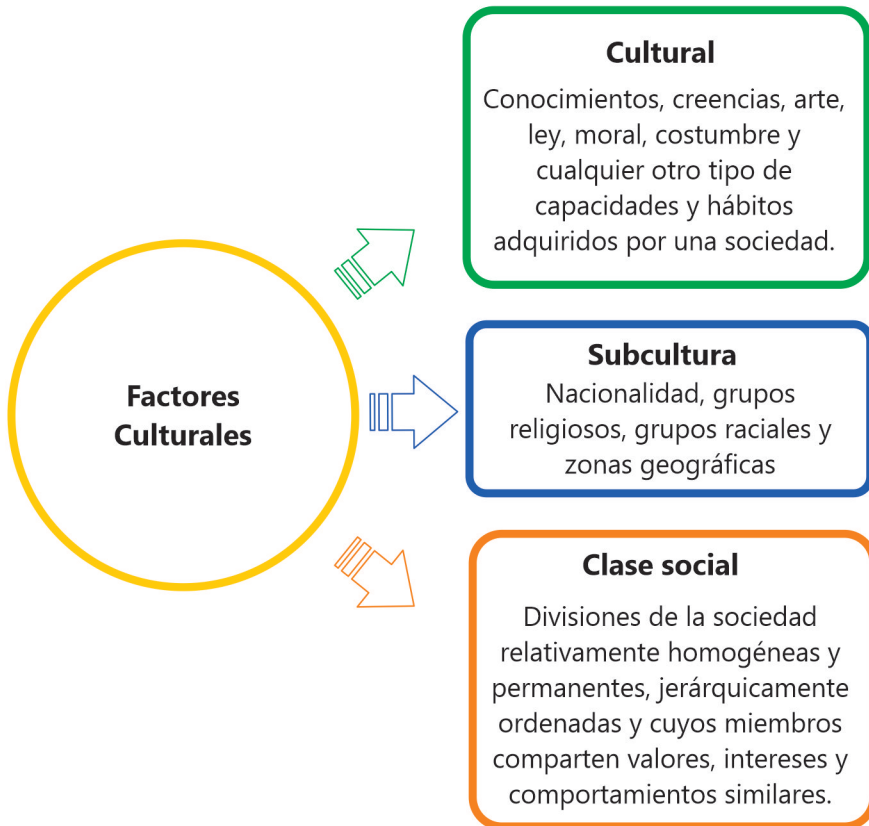 Factores
Culturales
Cultural
Conocimientos, creencias, arte,
ley, moral, costumbre y
cualquier otro tipo de
capacidades y hábitos
adquiridos por una sociedad.
Subcultura
Nacionalidad, grupos
religiosos, grupos raciales y
zonas geográficas
Clase social
Divisiones de la sociedad
relativamente homogéneas y
permanentes, jerárquicamente
ordenadas y cuyos miembros
comparten valores, intereses y
comportamientos similares.